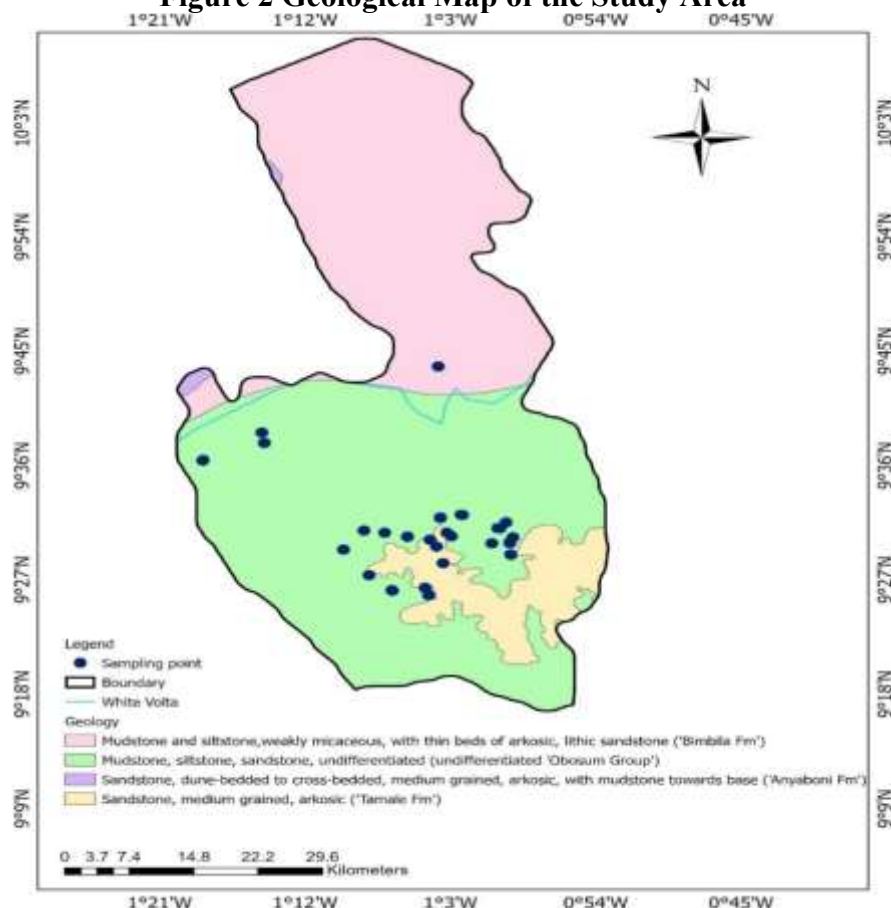 Figure 2 Geological Map of the Study Area
1°21'W 1°12'W 1°3'W 0°54'W 0°45'W
N
10°3'N 10°3'N
9°54'N 9°54'N
9°45'N 9°45'N
9°36'N 9°36'N
9°27'N 9°27'N
9°18'N 9°18'N
9°9'N 9°9'N
Legend
Sampling point
Boundary
White Volta
Geology
Mudstone and siltstone,weakly micaceous, with thin beds of arkosic, lithic sandstone ('Bimbila Fm')
Mudstone, siltstone, sandstone, undifferentiated (undifferentiated 'Obosum Group')
Sandstone, dune-bedded to cross-bedded, medium grained, arkosic, with mudstone towards base ('Anyaboni Fm')
Sandstone, medium grained, arkosic ('Tamale Fm')
0 3.7 7.4 14.8 22.2 29.6
Kilometers
1°21'W 1°12'W 1°3'W 0°54'W 0°45'W